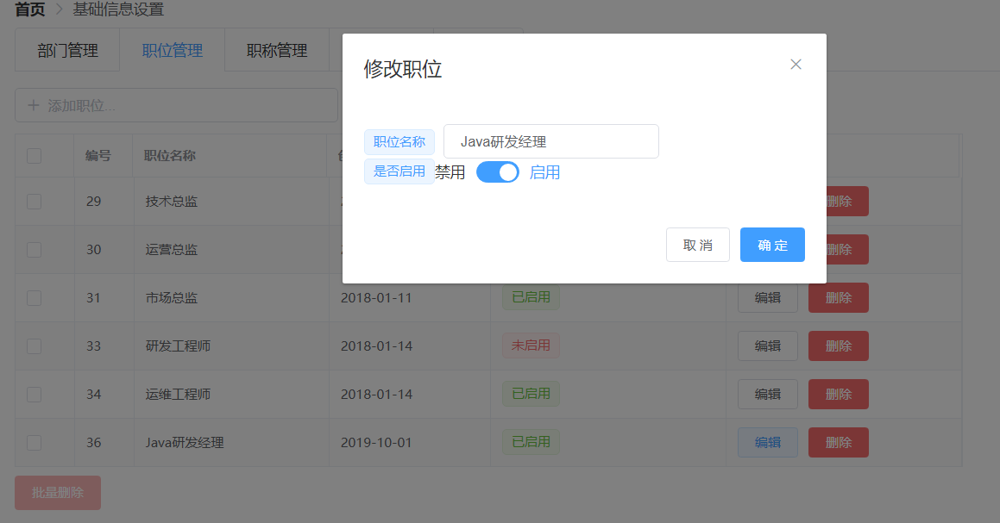 首页 > 基础信息设置
部门管理 职位管理 职称管理
+ 添加职位...
编号 职位名称
29 技术总监 删除
30 运营总监 删除
31 市场总监 2018-01-11 已启用 编辑 删除
33 研发工程师 2018-01-14 未启用 编辑 删除
34 运维工程师 2018-01-14 已启用 编辑 删除
36 Java研发经理 2019-10-01 已启用 编辑 删除
批量删除
修改职位
职位名称 Java研发经理
是否启用 禁用 启用
取 消 确 定